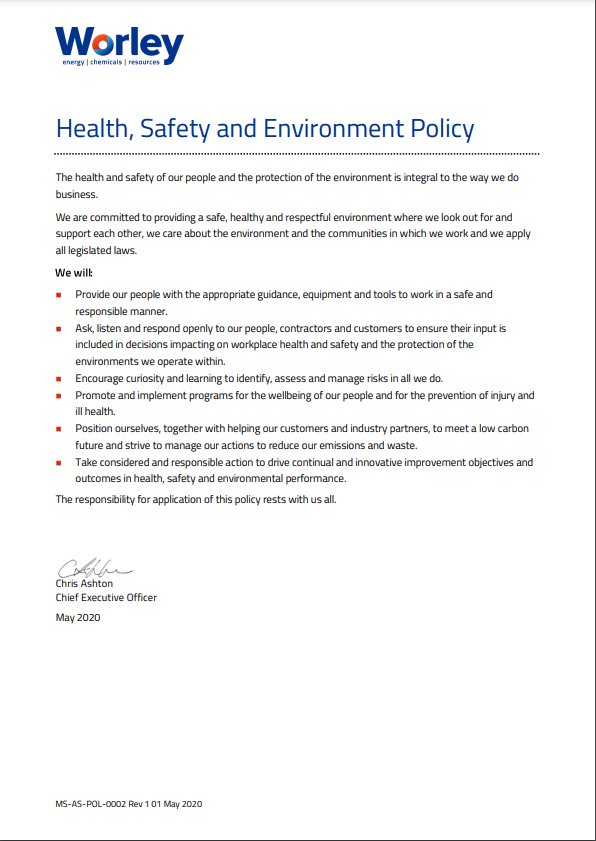 Worley
energy | chemicals | resources
Health, Safety and Environment Policy
The health and safety of our people and the protection of the environment is integral to the way we do
business.
We are committed to providing a safe, healthy and respectful environment where we look out for and
support each other, we care about the environment and the communities in which we work and we apply
all legislated laws.
We will:
Provide our people with the appropriate guidance, equipment and tools to work in a safe and
responsible manner.
Ask, listen and respond openly to our people, contractors and customers to ensure their input is
included in decisions impacting on workplace health and safety and the protection of the
environments we operate within.
Encourage curiosity and learning to identify, assess and manage risks in all we do.
Promote and implement programs for the wellbeing of our people and for the prevention of injury and
ill health.
Position ourselves, together with helping our customers and industry partners, to meet a low carbon
future and strive to manage our actions to reduce our emissions and waste.
Take considered and responsible action to drive continual and innovative improvement objectives and
outcomes in health, safety and environmental performance.
The responsibility for application of this policy rests with us all.
Chris Ashton
Chief Executive Officer
May 2020
MS-AS-POL-0002 Rev 1 01 May 2020